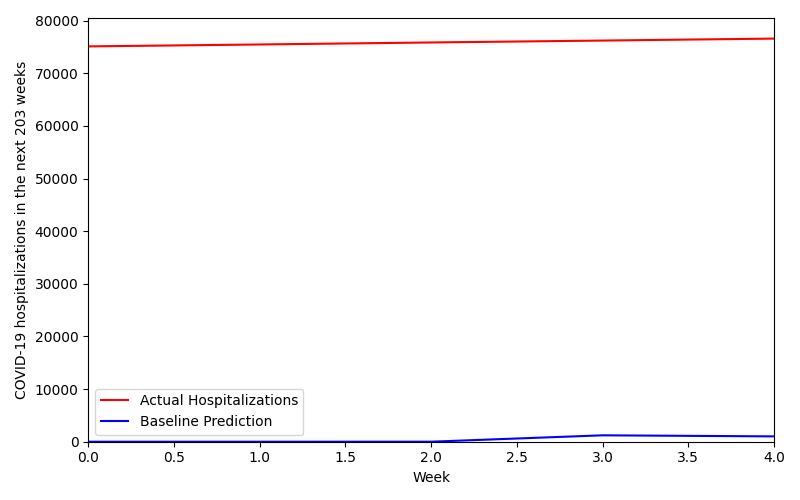 80000
70000
60000
50000
40000
30000
20000
10000
0
COVID-19 hospitalizations in the next 203 weeks
Actual Hospitalizations
Baseline Prediction
0.0 0.5 1.0 1.5 2.0 2.5 3.0 3.5 4.0
Week